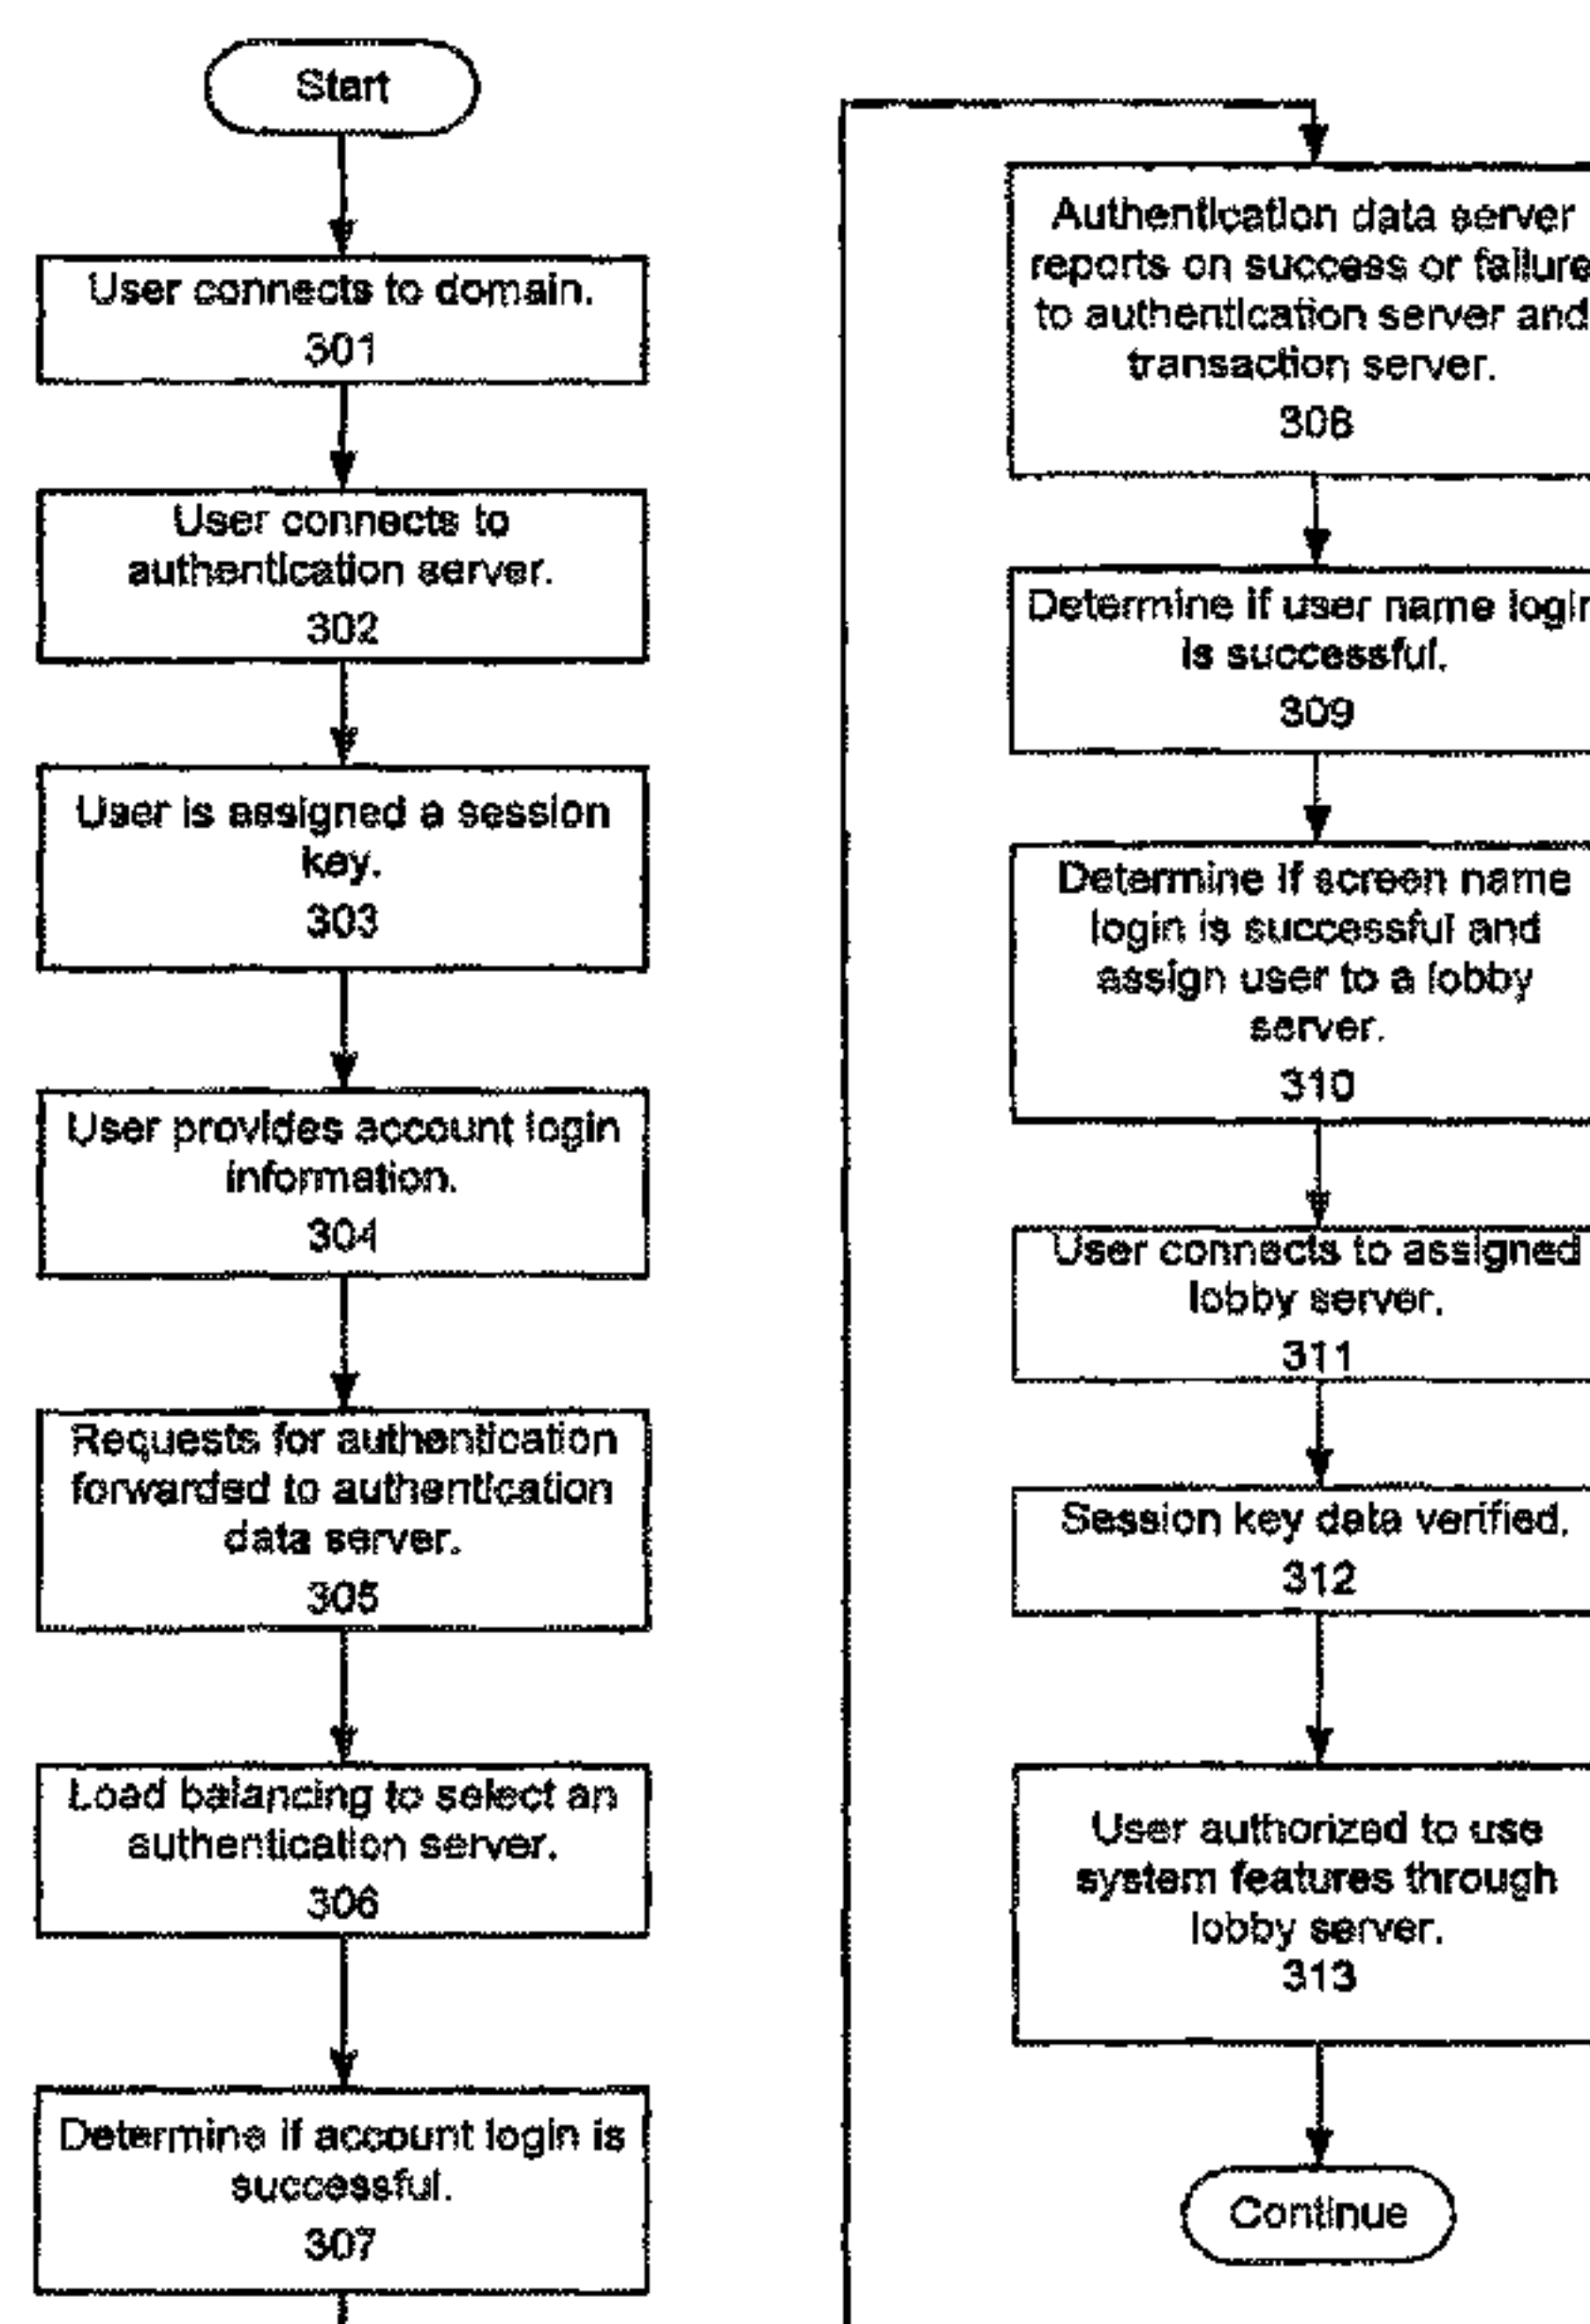 Start
User connects to domain.
301
User connects to
authentication server.
302
User is assigned a session
key.
303
User provides account login
information.
304
Requests for authentication
forwarded to authentication
data server.
305
Load balancing to select an
authentication server.
306
Determine if account login is
successful.
307
Authentication data server
reports on success or failure
to authentication server and
transaction server.
308
Determine if user name login
is successful.
309
Determine if screen name
login is successful and
assign user to a lobby
server.
310
User connects to assigned
lobby server.
311
Session key data verified.
312
User authorized to use
system features through
lobby server.
313
Continue